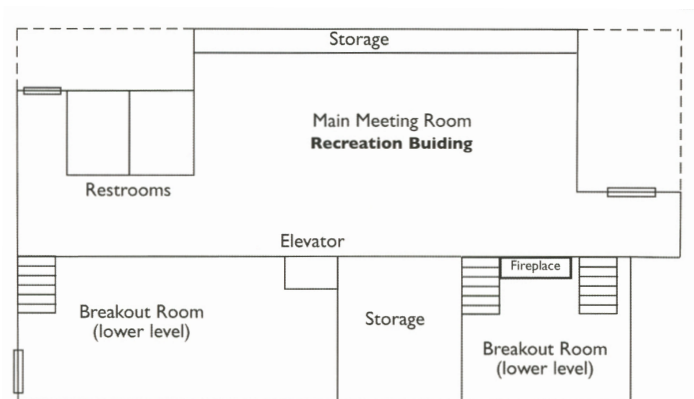 Storage
Main Meeting Room
Recreation Buiding
Restrooms
Elevator
Fireplace
Breakout Room
(lower level)
Storage
Breakout Room
(lower level)